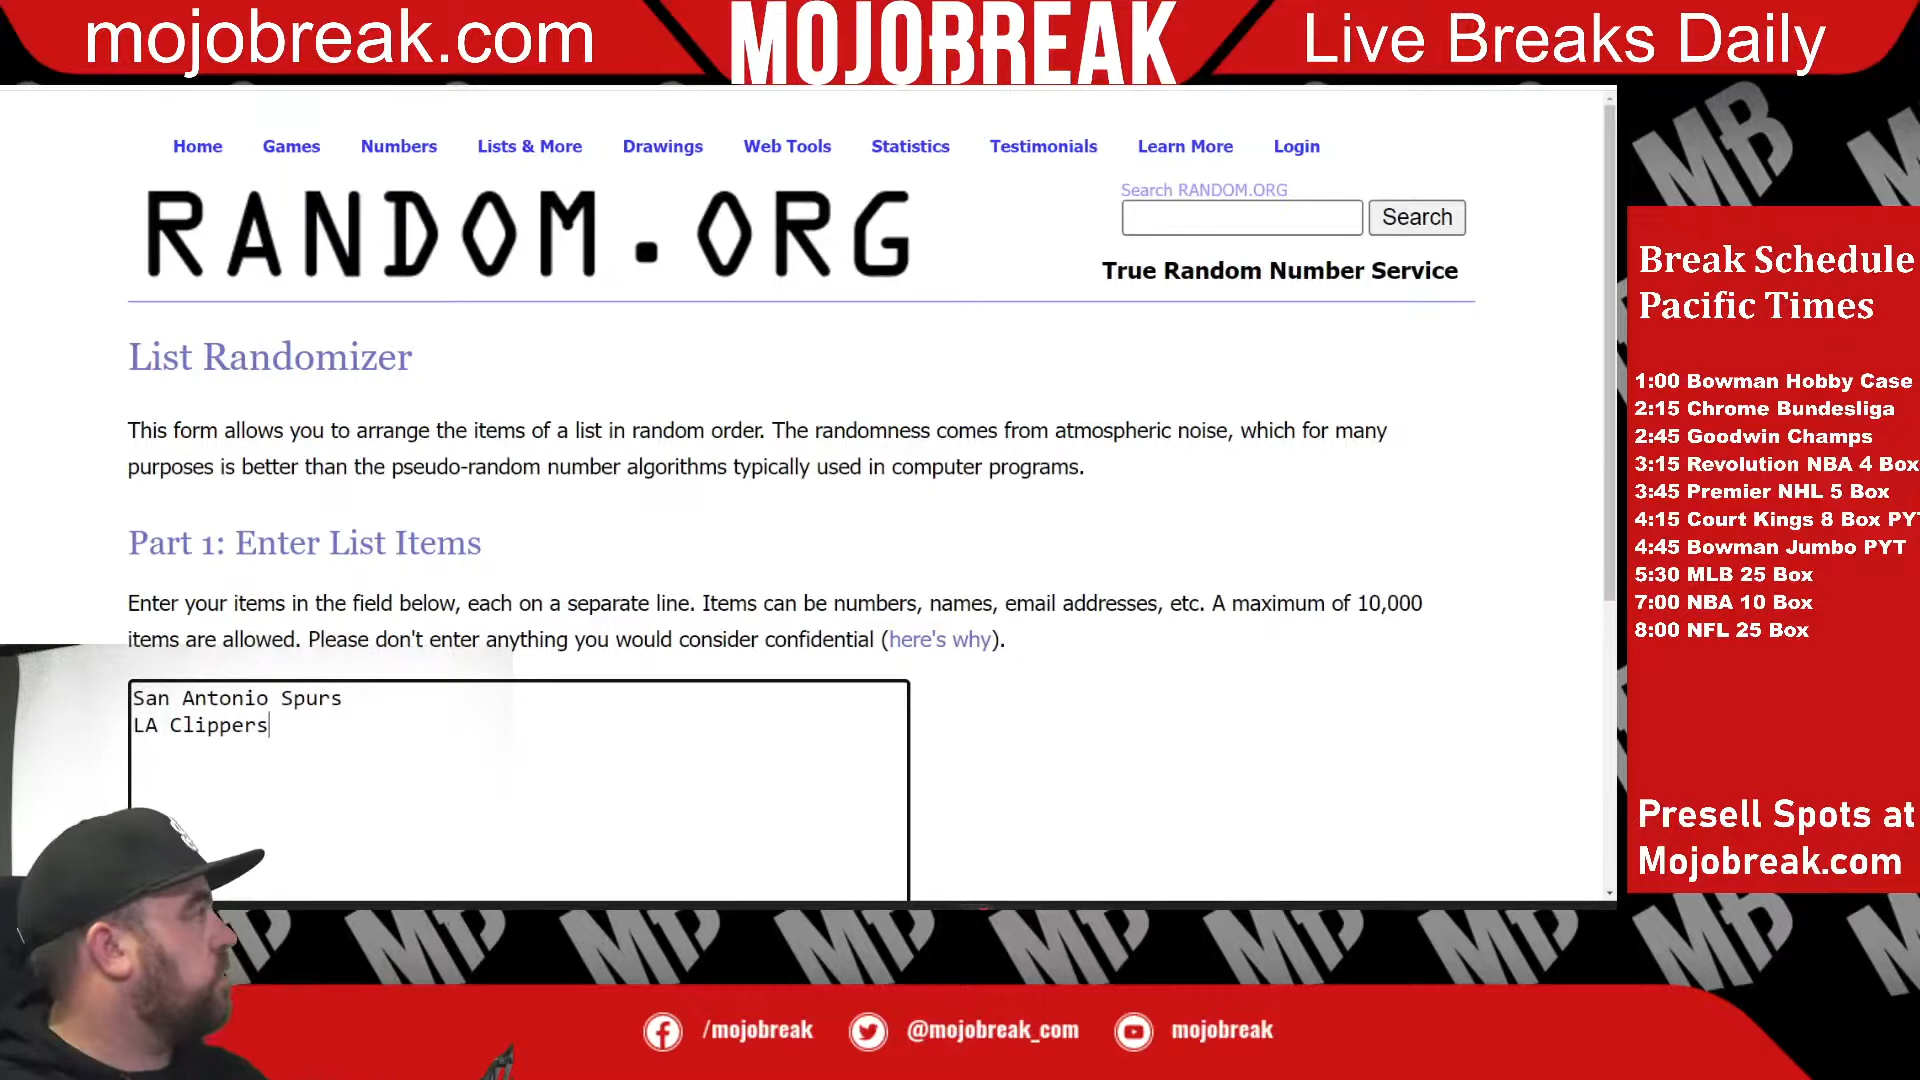 mojobreak.com
MOJOBREAK
Live Breaks Daily
Home Games Numbers Lists & More Drawings Web Tools Statistics Testimonials Learn More Login
RANDOM.ORG
Search RANDOM.ORG
Search
True Random Number Service
List Randomizer
This form allows you to arrange the items of a list in random order. The randomness comes from atmospheric noise, which for many
purposes is better than the pseudo-random number algorithms typically used in computer programs.
Part 1: Enter List Items
Enter your items in the field below, each on a separate line. Items can be numbers, names, email addresses, etc. A maximum of 10,000
items are allowed. Please don't enter anything you would consider confidential (here's why).
San Antonio Spurs
LA Clippers
Break Schedule
Pacific Times
1:00 Bowman Hobby Case
2:15 Chrome Bundesliga
2:45 Goodwin Champs
3:15 Revolution NBA 4 Box
3:45 Premier NHL 5 Box
4:15 Court Kings 8 Box PYT
4:45 Bowman Jumbo PYT
5:30 MLB 25 Box
7:00 NBA 10 Box
8:00 NFL 25 Box
Presell Spots at
Mojobreak.com
MB
MB MB MB MB MB MB MB
/mojobreak
@mojobreak_com
mojobreak